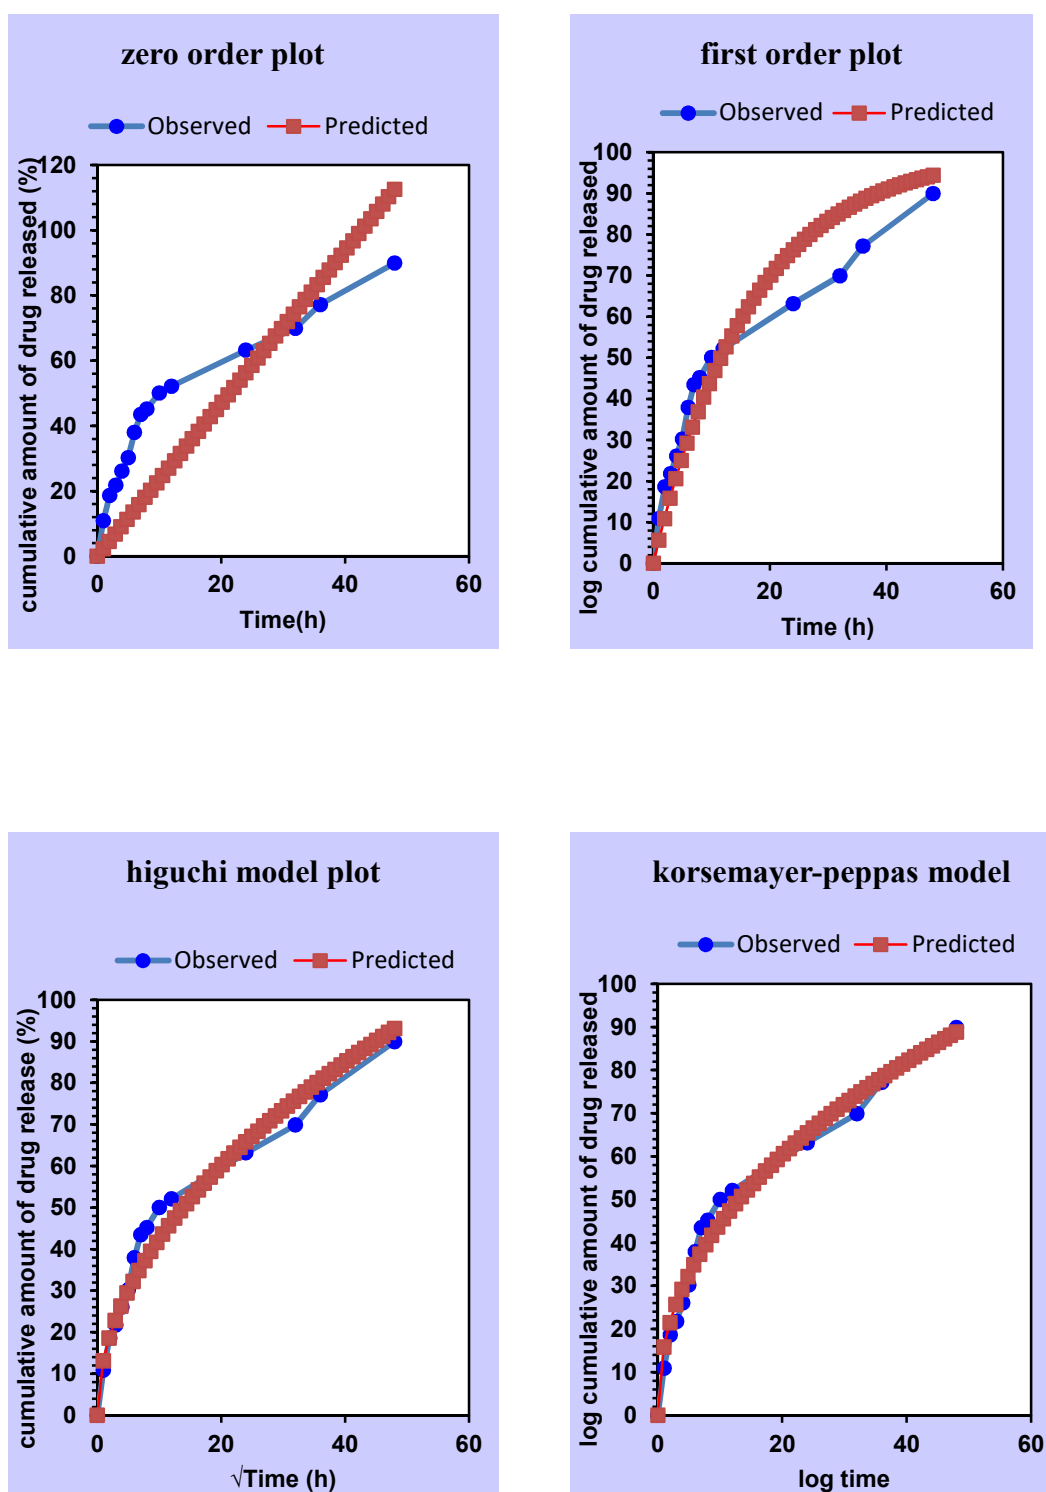 zero order plot
Observed Predicted
cumulative amount of drug released (%)
120
100
80
60
40
20
0
0 20 40 60
Time(h)
first order plot
Observed Predicted
log cumulative amount of drug released
100
90
80
70
60
50
40
30
20
10
0
0 20 40 60
Time (h)
higuchi model plot
Observed Predicted
cumulative amount of drug release (%)
100
90
80
70
60
50
40
30
20
10
0
0 20 40 60
√Time (h)
korsemayer-peppas model
Observed Predicted
log cumulative amount of drug released
100
90
80
70
60
50
40
30
20
10
0
0 20 40 60
log time